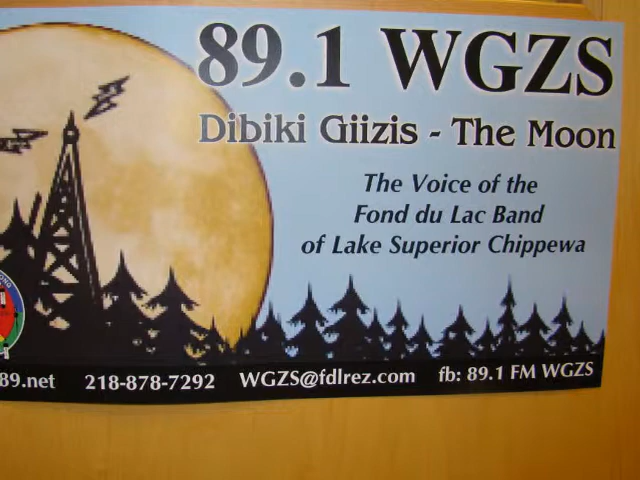 89.1 WGZS
Dibiki Giizis - The Moon
The Voice of the
Fond du Lac Band
of Lake Superior Chippewa
89.net 218-878-7292 WGZS@fdlrez.com fb: 89.1 FM WGZS